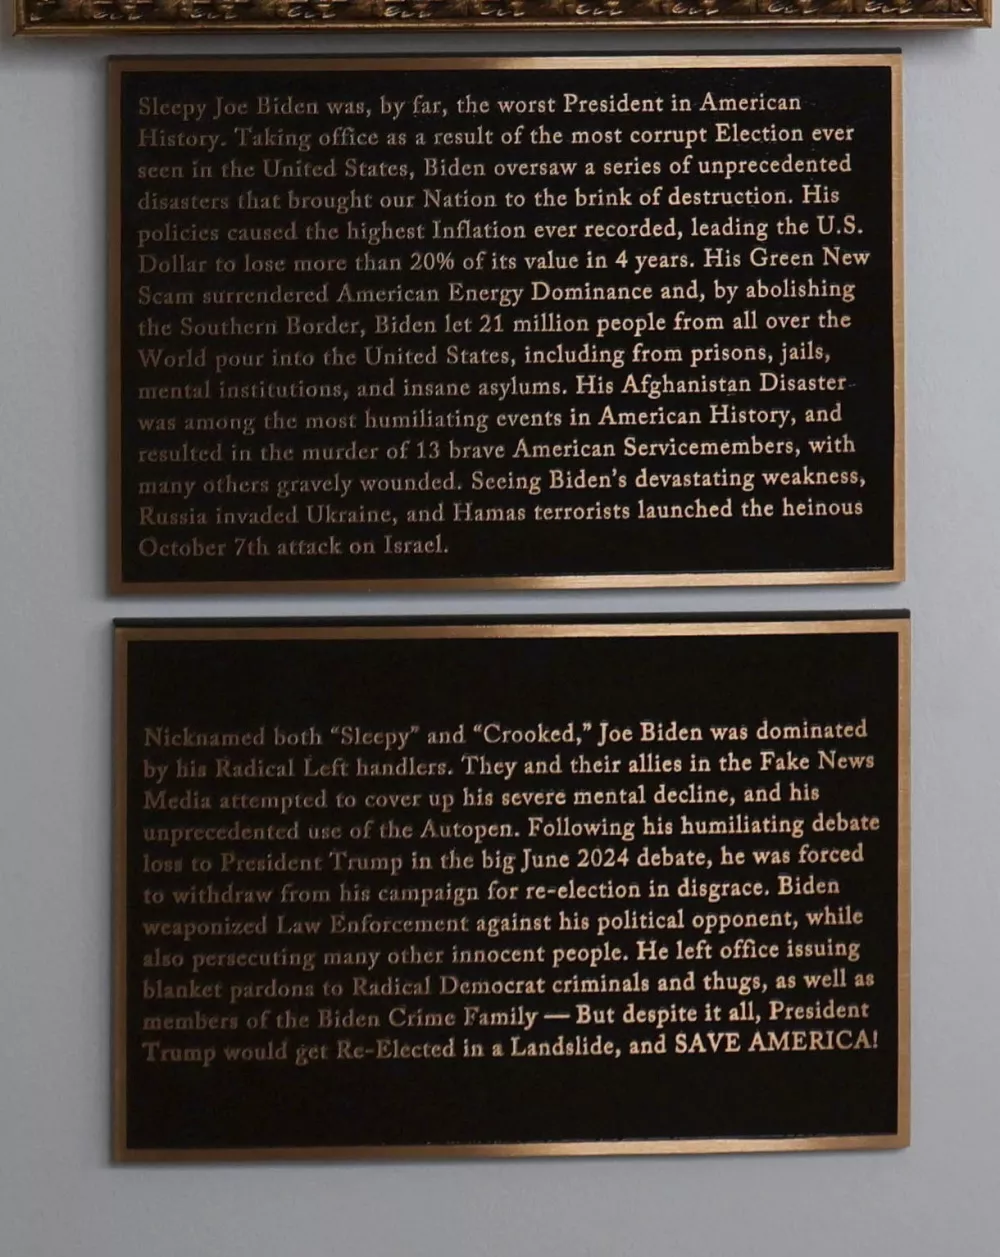 Sleepy Joe Biden was, by far, the worst President in American
History. Taking office as a result of the most corrupt Election ever
seen in the United States, Biden oversaw a series of unprecedented
disasters that brought our Nation to the brink of destruction. His
policies caused the highest Inflation ever recorded, leading the U.S.
Dollar to lose more than 20% of its value in 4 years. His Green New
Scam surrendered American Energy Dominance and, by abolishing
the Southern Border, Biden let 21 million people from all over the
World pour into the United States, including from prisons, jails,
mental institutions, and insane asylums. His Afghanistan Disaster
was among the most humiliating events in American History, and
resulted in the murder of 13 brave American Servicemembers, with
many others gravely wounded. Seeing Biden's devastating weakness,
Russia invaded Ukraine, and Hamas terrorists launched the heinous
October 7th attack on Israel.
Nicknamed both “Sleepy” and “Crooked,” Joe Biden was dominated
by his Radical Left handlers. They and their allies in the Fake News
Media attempted to cover up his severe mental decline, and his
unprecedented use of the Autopen. Following his humiliating debate
loss to President Trump in the big June 2024 debate, he was forced
to withdraw from his campaign for re-election in disgrace. Biden
weaponized Law Enforcement against his political opponent, while
also persecuting many other innocent people. He left office issuing
blanket pardons to Radical Democrat criminals and thugs, as well as
members of the Biden Crime Family — But despite it all, President
Trump would get Re-Elected in a Landslide, and SAVE AMERICA!